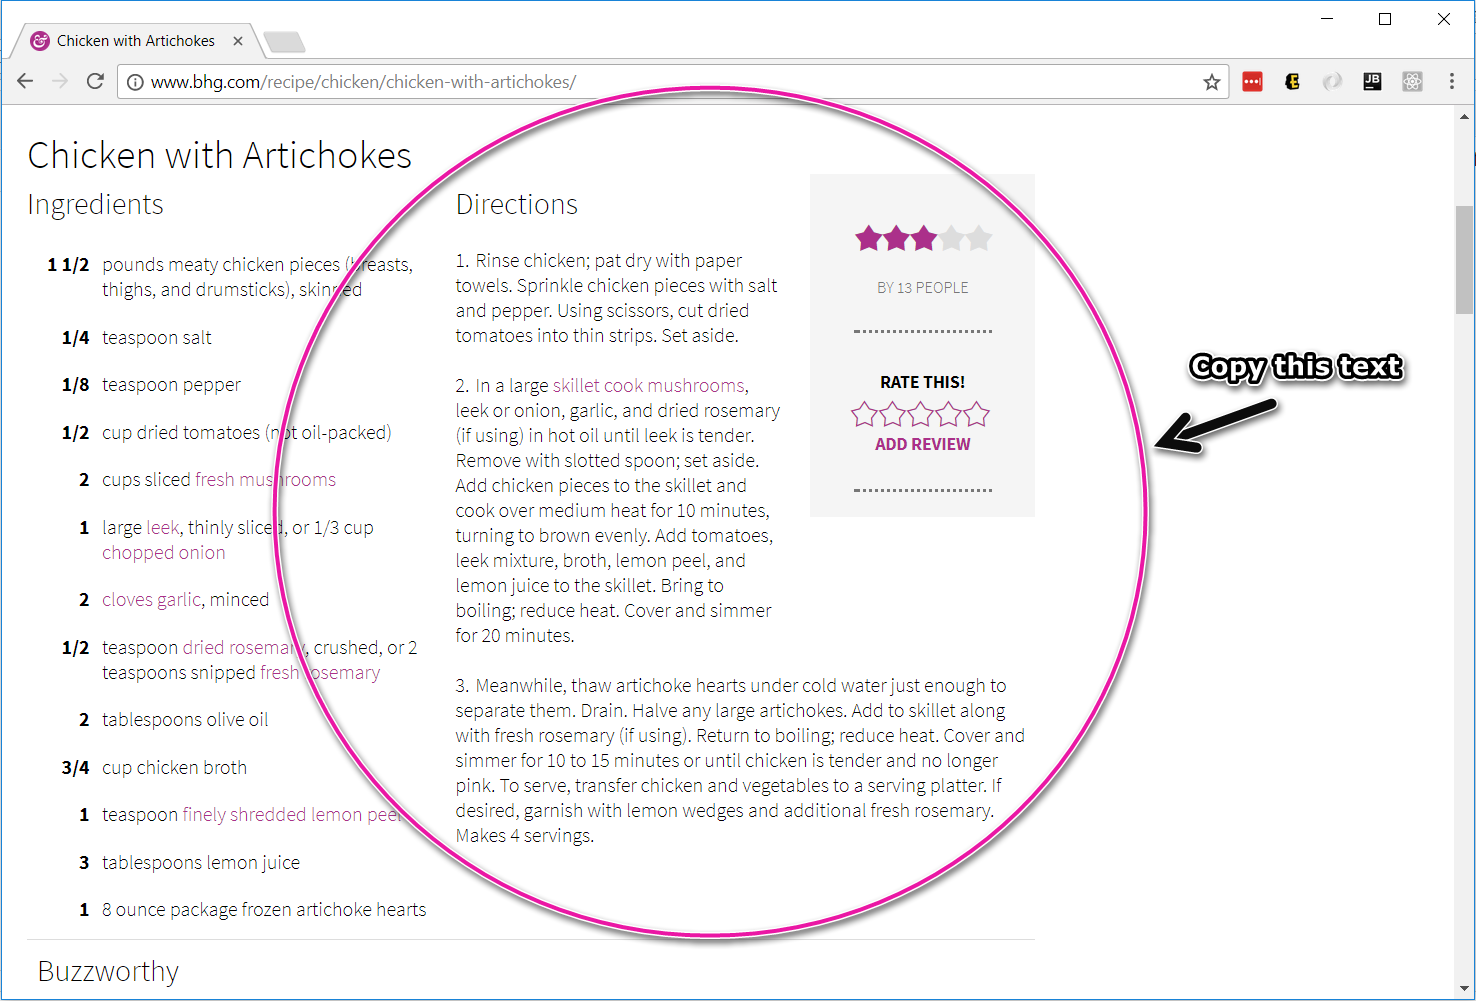 Chicken with Artichokes
www.bhg.com/recipe/chicken/chicken-with-artichokes/
JB
Chicken with Artichokes
Ingredients
1 1/2 pounds meaty chicken pieces (breasts,
thighs, and drumsticks), skinned
1/4 teaspoon salt
1/8 teaspoon pepper
1/2 cup dried tomatoes (not oil-packed)
2 cups sliced fresh mushrooms
1 large leek, thinly sliced, or 1/3 cup
chopped onion
2 cloves garlic, minced
1/2 teaspoon dried rosemary, crushed, or 2
teaspoons snipped fresh rosemary
2 tablespoons olive oil
3/4 cup chicken broth
1 teaspoon finely shredded lemon peel
3 tablespoons lemon juice
1 8 ounce package frozen artichoke hearts
Directions
1. Rinse chicken; pat dry with paper
towels. Sprinkle chicken pieces with salt
and pepper. Using scissors, cut dried
tomatoes into thin strips. Set aside.
2. In a large skillet cook mushrooms,
leek or onion, garlic, and dried rosemary
(if using) in hot oil until leek is tender.
Remove with slotted spoon; set aside.
Add chicken pieces to the skillet and
cook over medium heat for 10 minutes,
turning to brown evenly. Add tomatoes,
leek mixture, broth, lemon peel, and
lemon juice to the skillet. Bring to
boiling; reduce heat. Cover and simmer
for 20 minutes.
3. Meanwhile, thaw artichoke hearts under cold water just enough to
separate them. Drain. Halve any large artichokes. Add to skillet along
with fresh rosemary (if using). Return to boiling; reduce heat. Cover and
simmer for 10 to 15 minutes or until chicken is tender and no longer
pink. To serve, transfer chicken and vegetables to a serving platter. If
desired, garnish with lemon wedges and additional fresh rosemary.
Makes 4 servings.
BY 13 PEOPLE
RATE THIS!
ADD REVIEW
Copy this text
Buzzworthy